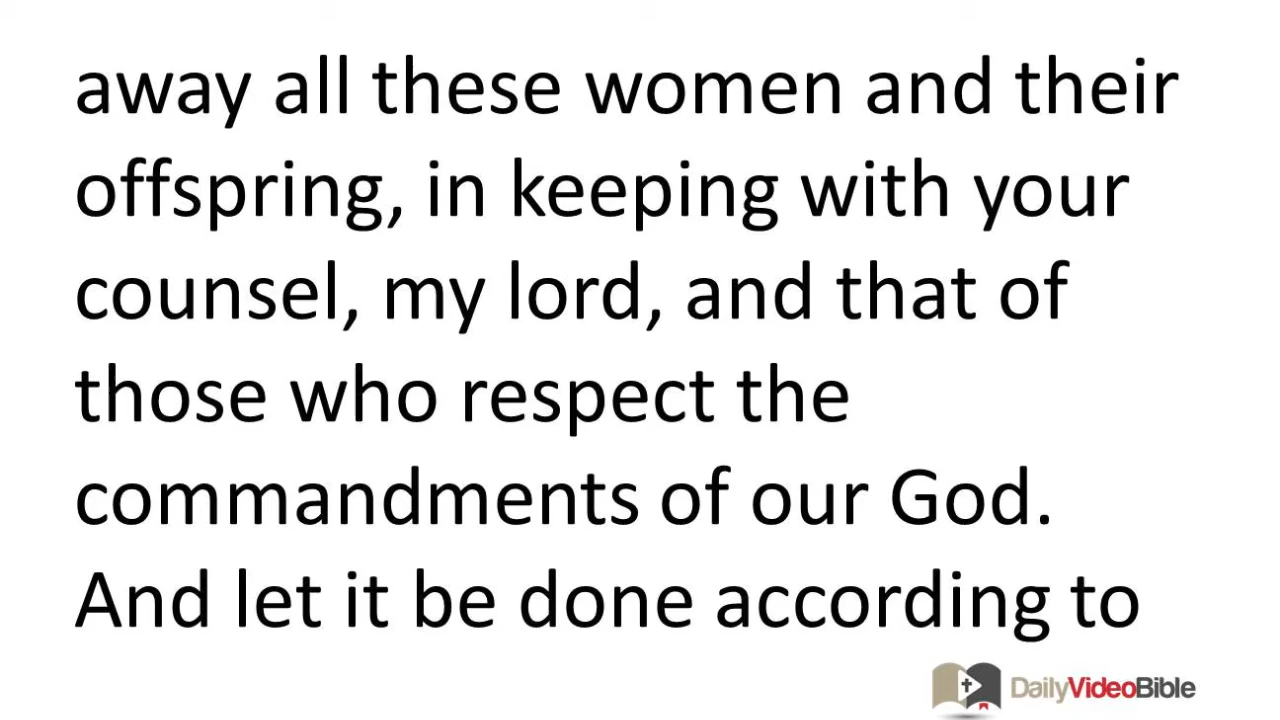 away all these women and their
offspring, in keeping with your
counsel, my lord, and that of
those who respect the
commandments of our God.
And let it be done according to
DailyVideoBible